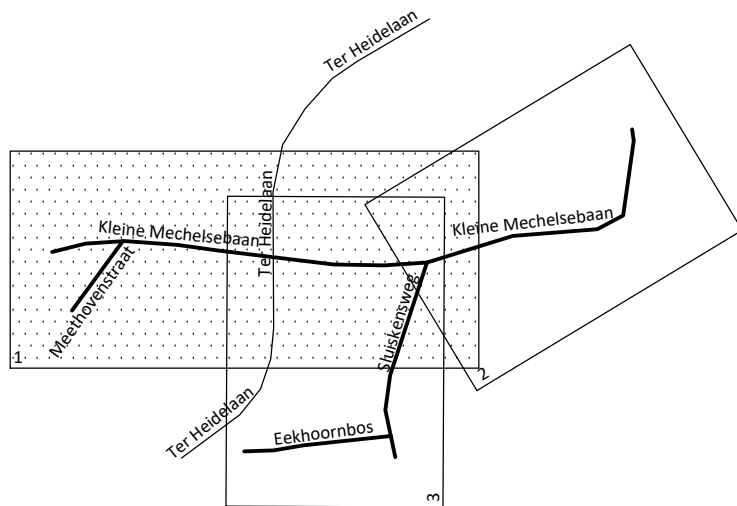 Ter Heidelaan
Ter Heidelaan
Kleine Mechelsebaan
Kleine Mechelsebaan
Meethovenstraat
Sluiskensweg
1
2
Ter Heidelaan
Eekhoornbos
3